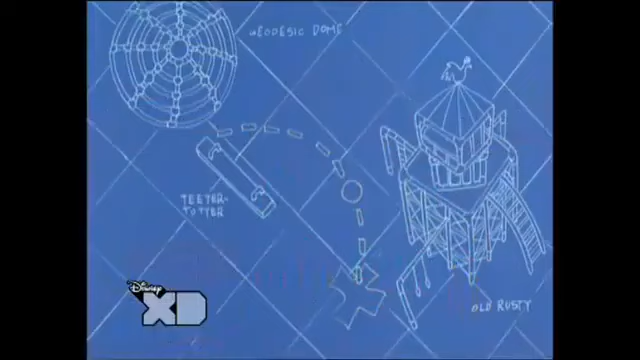 GEODESIC DOME
TEETER-
TOTTER
OLD RUSTY
Disney
XD